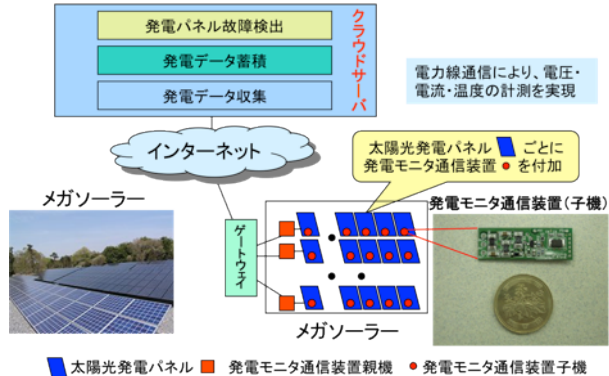 発電パネル故障検出
発電データ蓄積
発電データ収集
クラウドサーバ
電力線通信により、電圧・
電流・温度の計測を実現
インターネット
太陽光発電パネル ごとに
発電モニタ通信装置 を付加
メガソーラー
ゲートウェイ
発電モニタ通信装置(子機)
メガソーラー
太陽光発電パネル 発電モニタ通信装置親機 発電モニタ通信装置子機